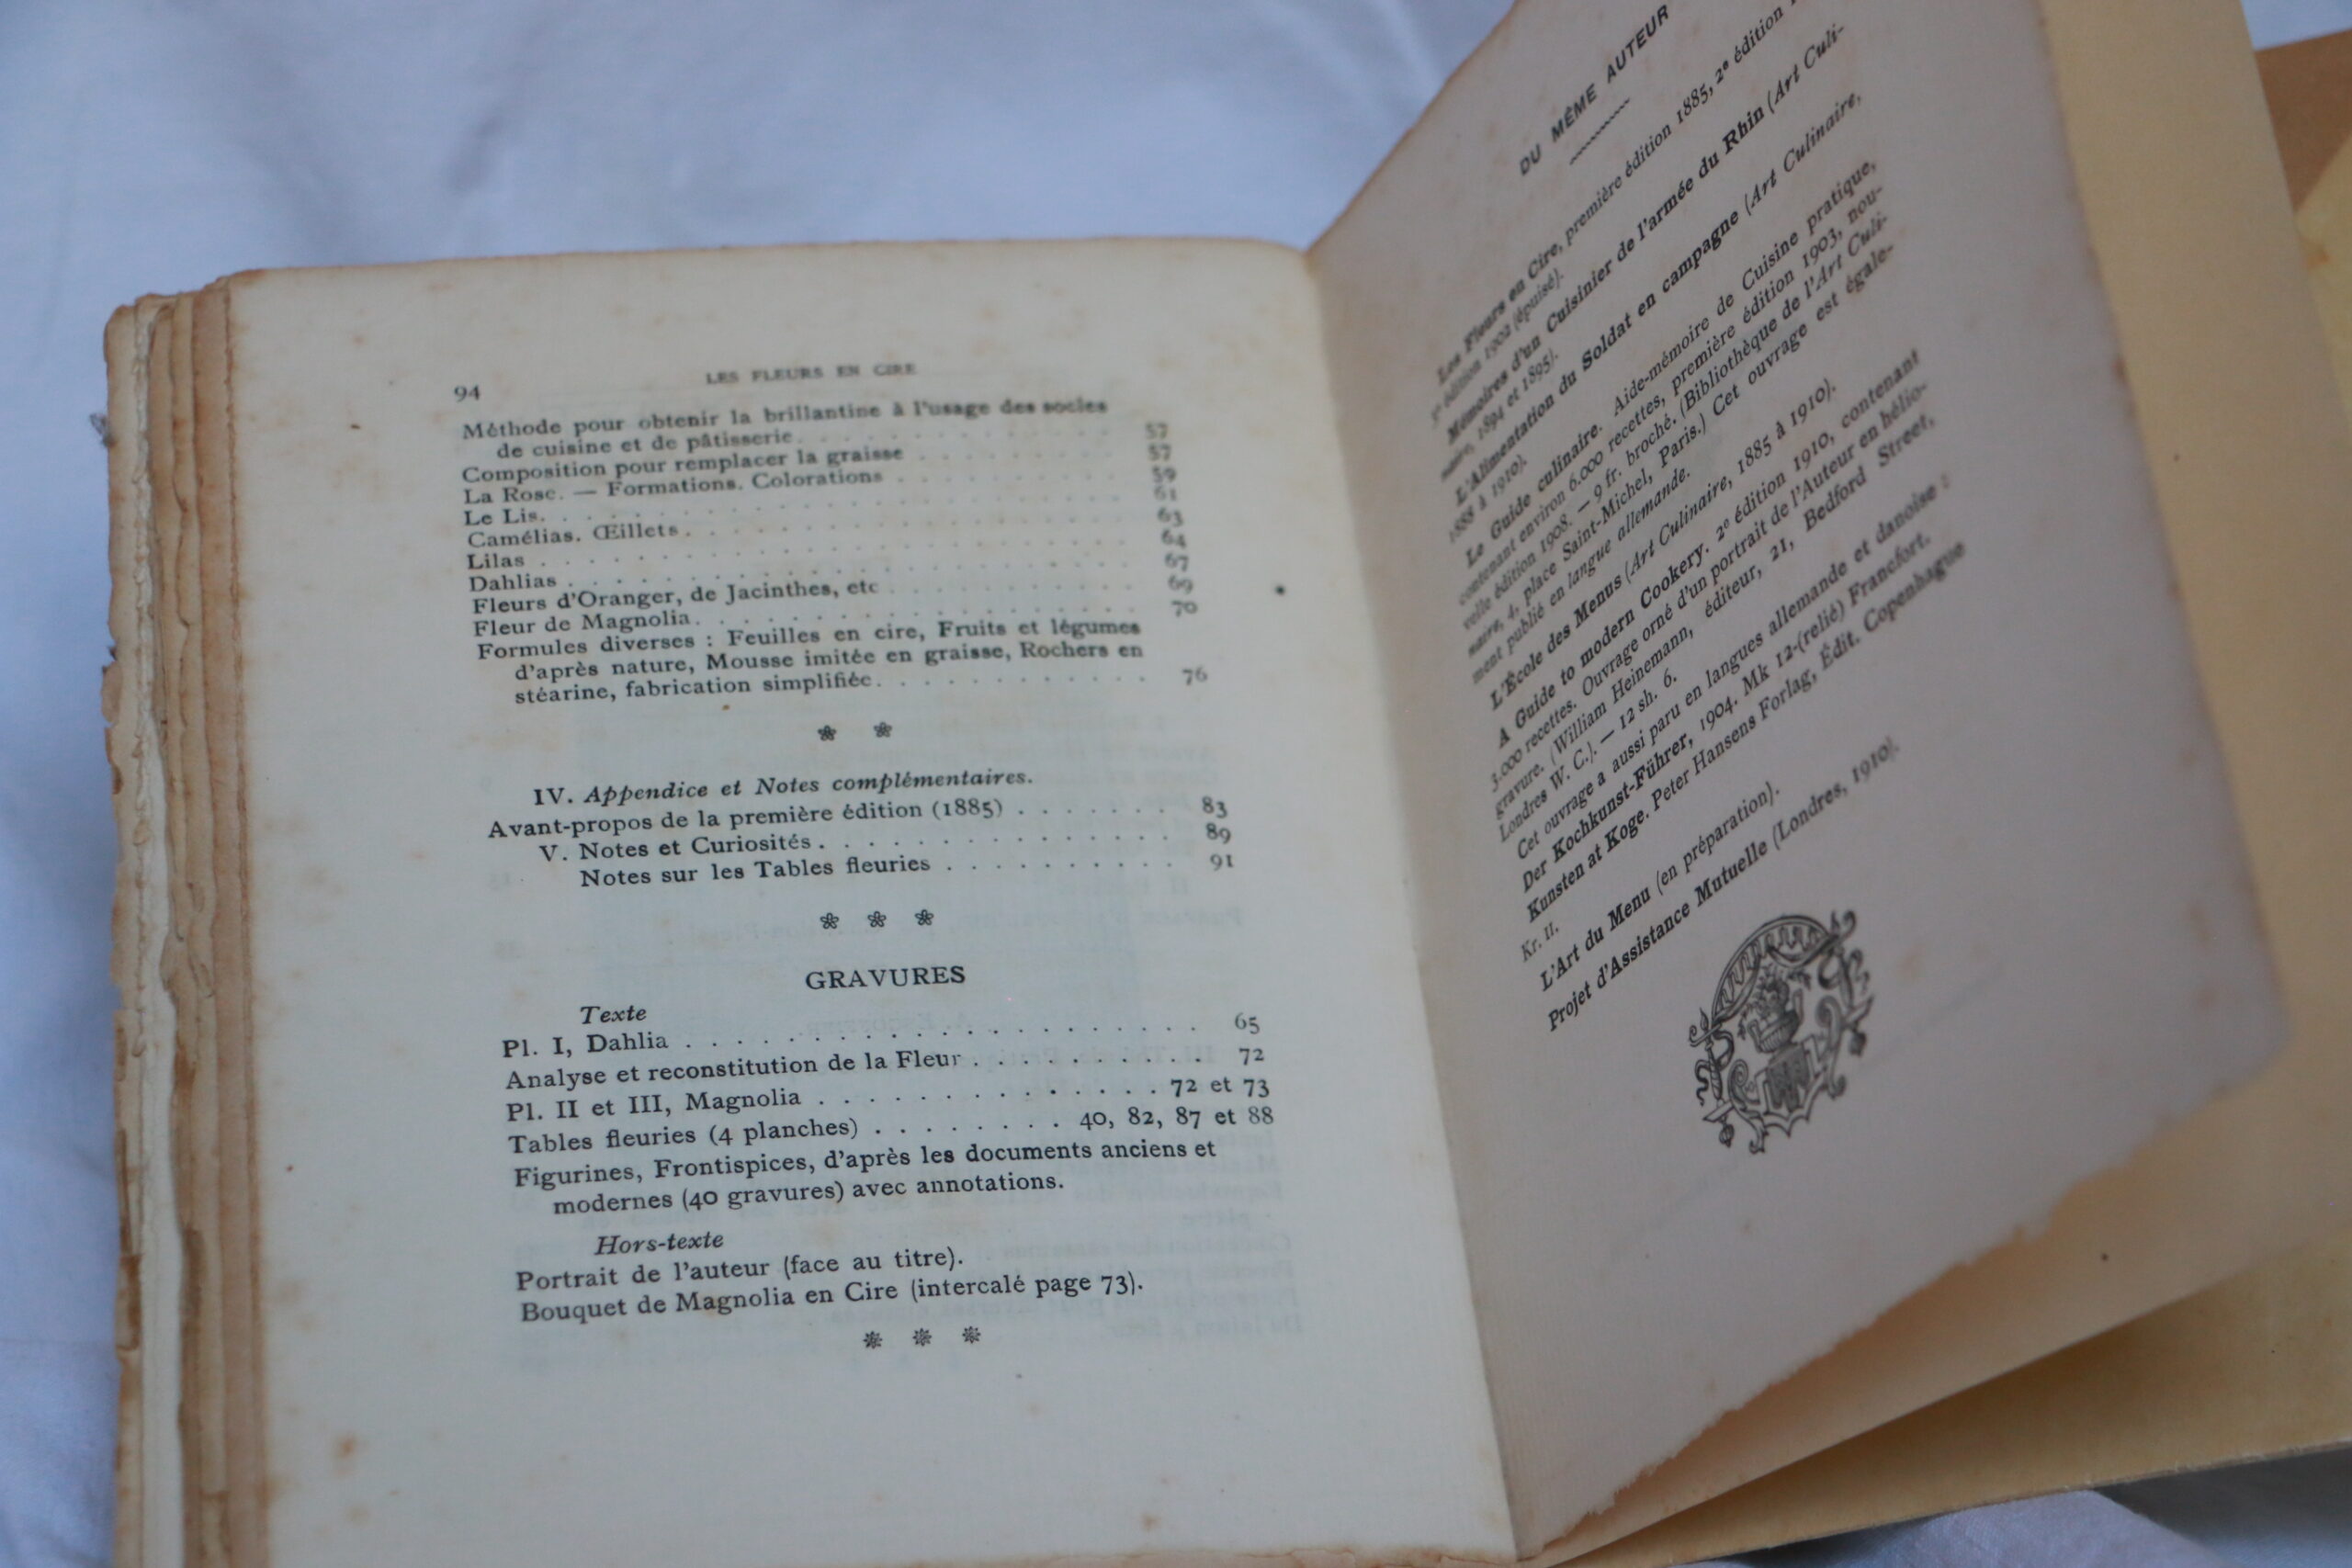 94
LES FLEURS EN CIRE
Méthode pour obtenir la brillantine à l'usage des socles
de cuisine et de pâtisserie. . . . . . . . . . . . . 57
Composition pour remplacer la graisse . . . . . . . . 57
La Rose. — Formations. Colorations . . . . . . . . . 59
Le Lis. . . . . . . . . . . . . . . . . . . . . . . 61
Camélias. Œillets. . . . . . . . . . . . . . . . . . 63
Lilas . . . . . . . . . . . . . . . . . . . . . . . 64
Dahlias . . . . . . . . . . . . . . . . . . . . . . 67
Fleurs d'Oranger, de Jacinthes, etc . . . . . . . . . 69
Fleur de Magnolia. . . . . . . . . . . . . . . . . . 70
Formules diverses : Feuilles en cire, Fruits et légumes
d'après nature, Mousse imitée en graisse, Rochers en
stéarine, fabrication simplifiée. . . . . . . . . . . 76
IV. Appendice et Notes complémentaires.
Avant-propos de la première édition (1885) . . . . . . . 83
V. Notes et Curiosités . . . . . . . . . . . . . . . 89
Notes sur les Tables fleuries . . . . . . . . . . 91
GRAVURES
Texte
Pl. I, Dahlia . . . . . . . . . . . . . . . . . . . . . 65
Analyse et reconstitution de la Fleur . . . . . . . . . . 72
Pl. II et III, Magnolia . . . . . . . . . . . . . . 72 et 73
Tables fleuries (4 planches) . . . . . . . . 40, 82, 87 et 88
Figurines, Frontispices, d'après les documents anciens et
modernes (40 gravures) avec annotations.
Hors-texte
Portrait de l'auteur (face au titre).
Bouquet de Magnolia en Cire (intercalé page 73).
DU MÊME AUTEUR
Les Fleurs en Cire, première édition 1885, 2e édition
édition 1902 (épuisé).
Mémoires d'un Cuisinier de l'armée du Rhin (Art Culi-
naire, 1894 et 1895).
L'Alimentation du Soldat en campagne (Art Culinaire,
1888 à 1910).
Le Guide culinaire. Aide-mémoire de Cuisine pratique,
contenant environ 6.000 recettes, première édition 1903, nou-
velle édition 1908. — 9 fr. broché. (Bibliothèque de l'Art Culi-
naire, 4, place Saint-Michel, Paris.) Cet ouvrage est égale-
ment publié en langue allemande.
L'École des Menus (Art Culinaire, 1885 à 1910).
A Guide to modern Cookery. 2e édition 1910, contenant
3.000 recettes. Ouvrage orné d'un portrait de l'Auteur en hélio-
gravure. (William Heinemann, éditeur, 21, Bedford Street,
Londres W. C.). — 12 sh. 6.
Cet ouvrage a aussi paru en langues allemande et danoise :
Der Kochkunst-Führer, 1904. Mk 12-(relié) Francfort.
Kunsten at Koge. Peter Hansens Forlag, Édit. Copenhague
Kr. II.
L'Art du Menu (en préparation).
Projet d'Assistance Mutuelle (Londres, 1910).